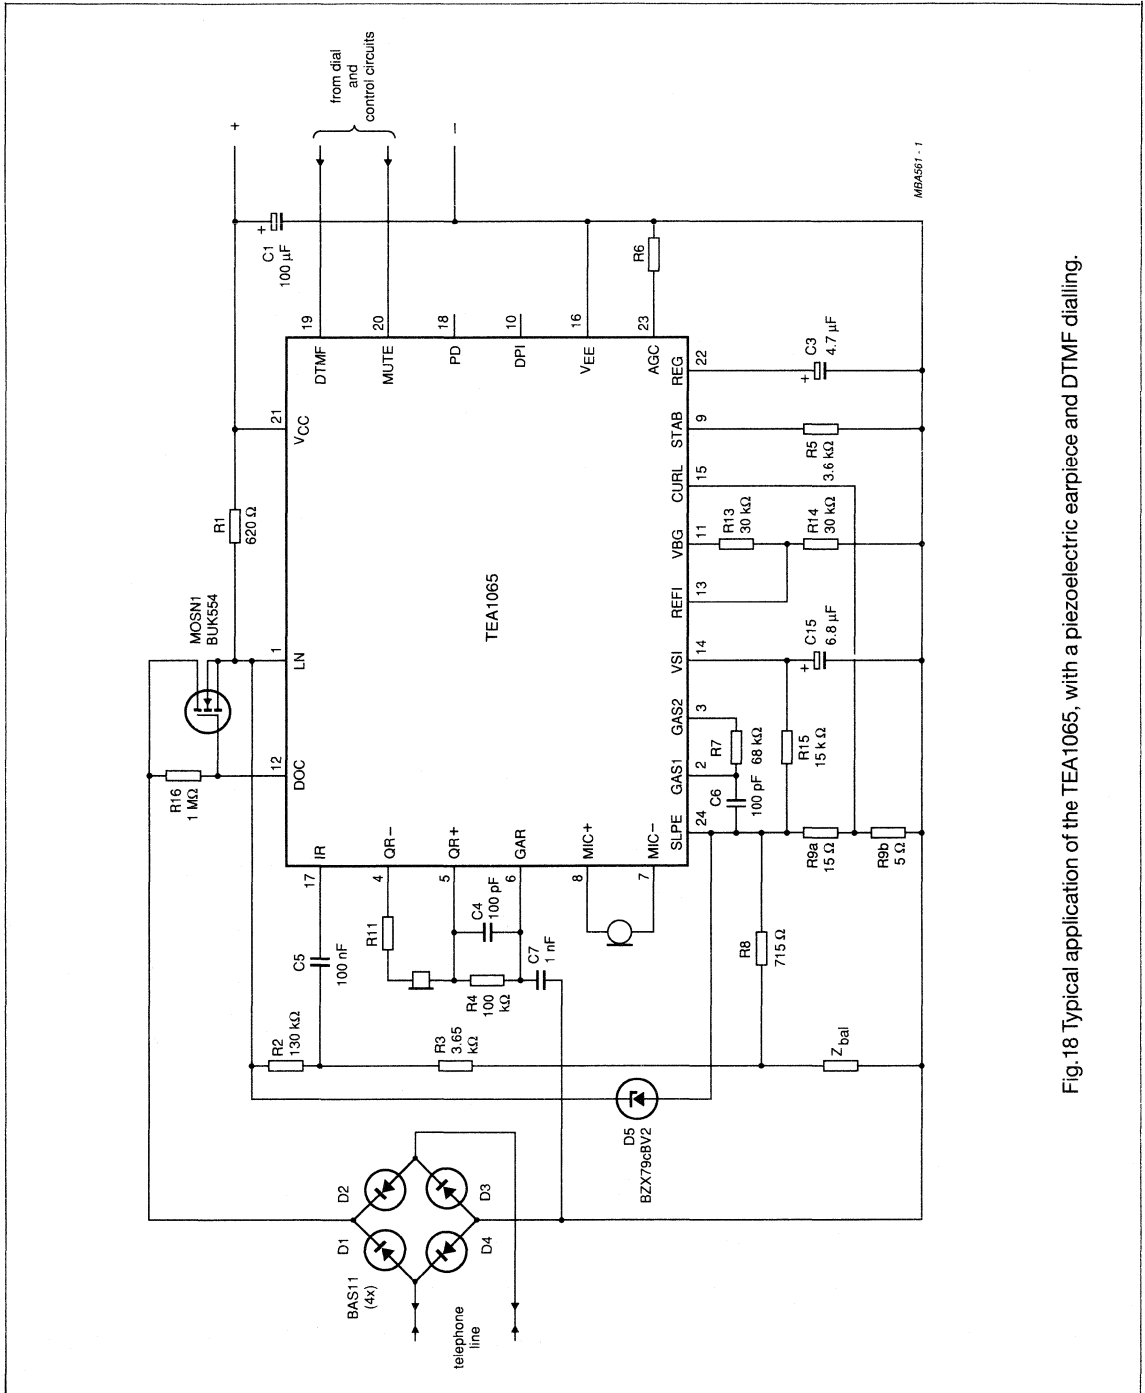 from dial
and
control circuits
+
−
C1
100 μF
+
R1
620 Ω
MOSN1
BUK554
R16
1 MΩ
DTMF
19
MUTE
20
PD
18
DPI
10
VEE
16
AGC
23
R6
VCC
21
LN
1
DOC
12
TEA1065
IR
17
QR−
4
QR+
5
GAR
6
MIC+
8
MIC−
7
SLPE
24
GAS1
2
GAS2
3
VSI
14
REFI
13
VBG
11
CURL
15
STAB
9
REG
22
C5
100 nF
R11
C4
100 pF
R4
100
kΩ
C7
1 nF
R2
130 kΩ
R3
3.65
kΩ
R8
715 Ω
Zbal
C6
100 pF
R7
68 kΩ
R15
15 k Ω
C15
6.8 μF
+
R13
30 kΩ
R14
30 kΩ
R5
3.6 kΩ
C3
4.7 μF
+
R9a
15 Ω
R9b
5 Ω
D5
BZX79cBV2
D1
D2
D3
D4
BAS11
(4x)
telephone
line
MBA561 - 1
Fig.18 Typical application of the TEA1065, with a piezoelectric earpiece and DTMF dialling.